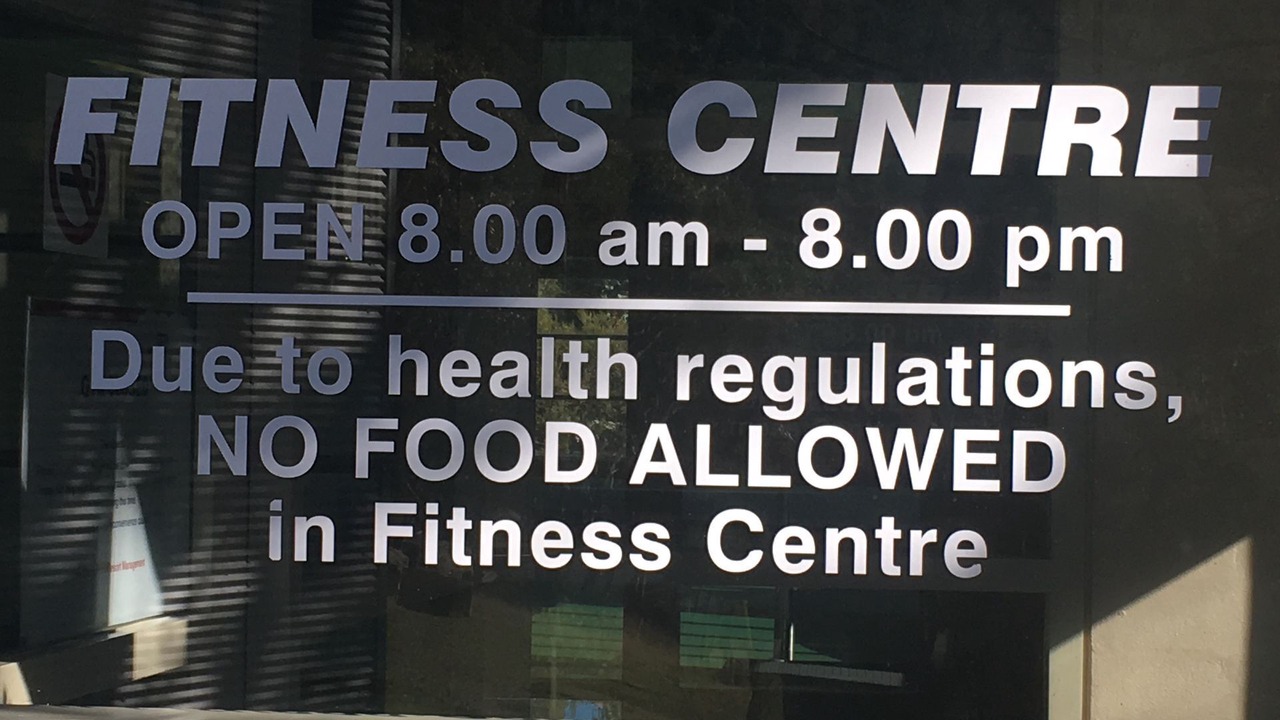 FITNESS CENTRE
OPEN 8.00 am - 8.00 pm
Due to health regulations,
NO FOOD ALLOWED
in Fitness Centre